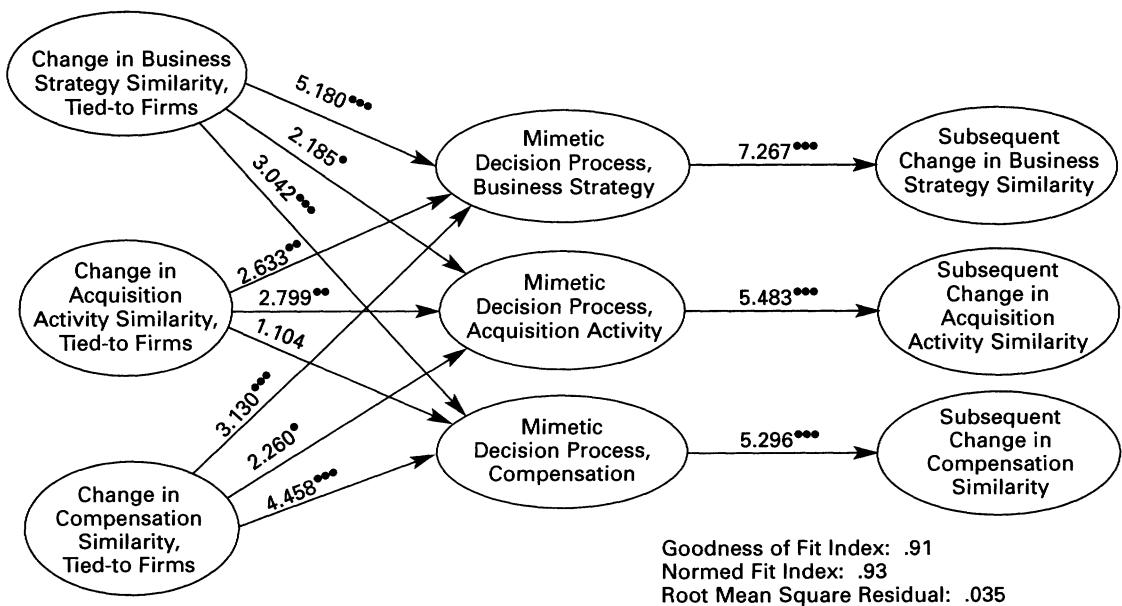 Change in Business
Strategy Similarity,
Tied-to Firms
5.180•••
2.185•
3.042•••
Mimetic
Decision Process,
Business Strategy
7.267•••
Subsequent
Change in Business
Strategy Similarity
Change in
Acquisition
Activity Similarity,
Tied-to Firms
2.633••
2.799••
1.104
Mimetic
Decision Process,
Acquisition Activity
5.483•••
Subsequent
Change in
Acquisition
Activity Similarity
Change in
Compensation
Similarity,
Tied-to Firms
3.130•••
2.260•
4.458•••
Mimetic
Decision Process,
Compensation
5.296•••
Subsequent
Change in
Compensation
Similarity
Goodness of Fit Index: .91
Normed Fit Index: .93
Root Mean Square Residual: .035